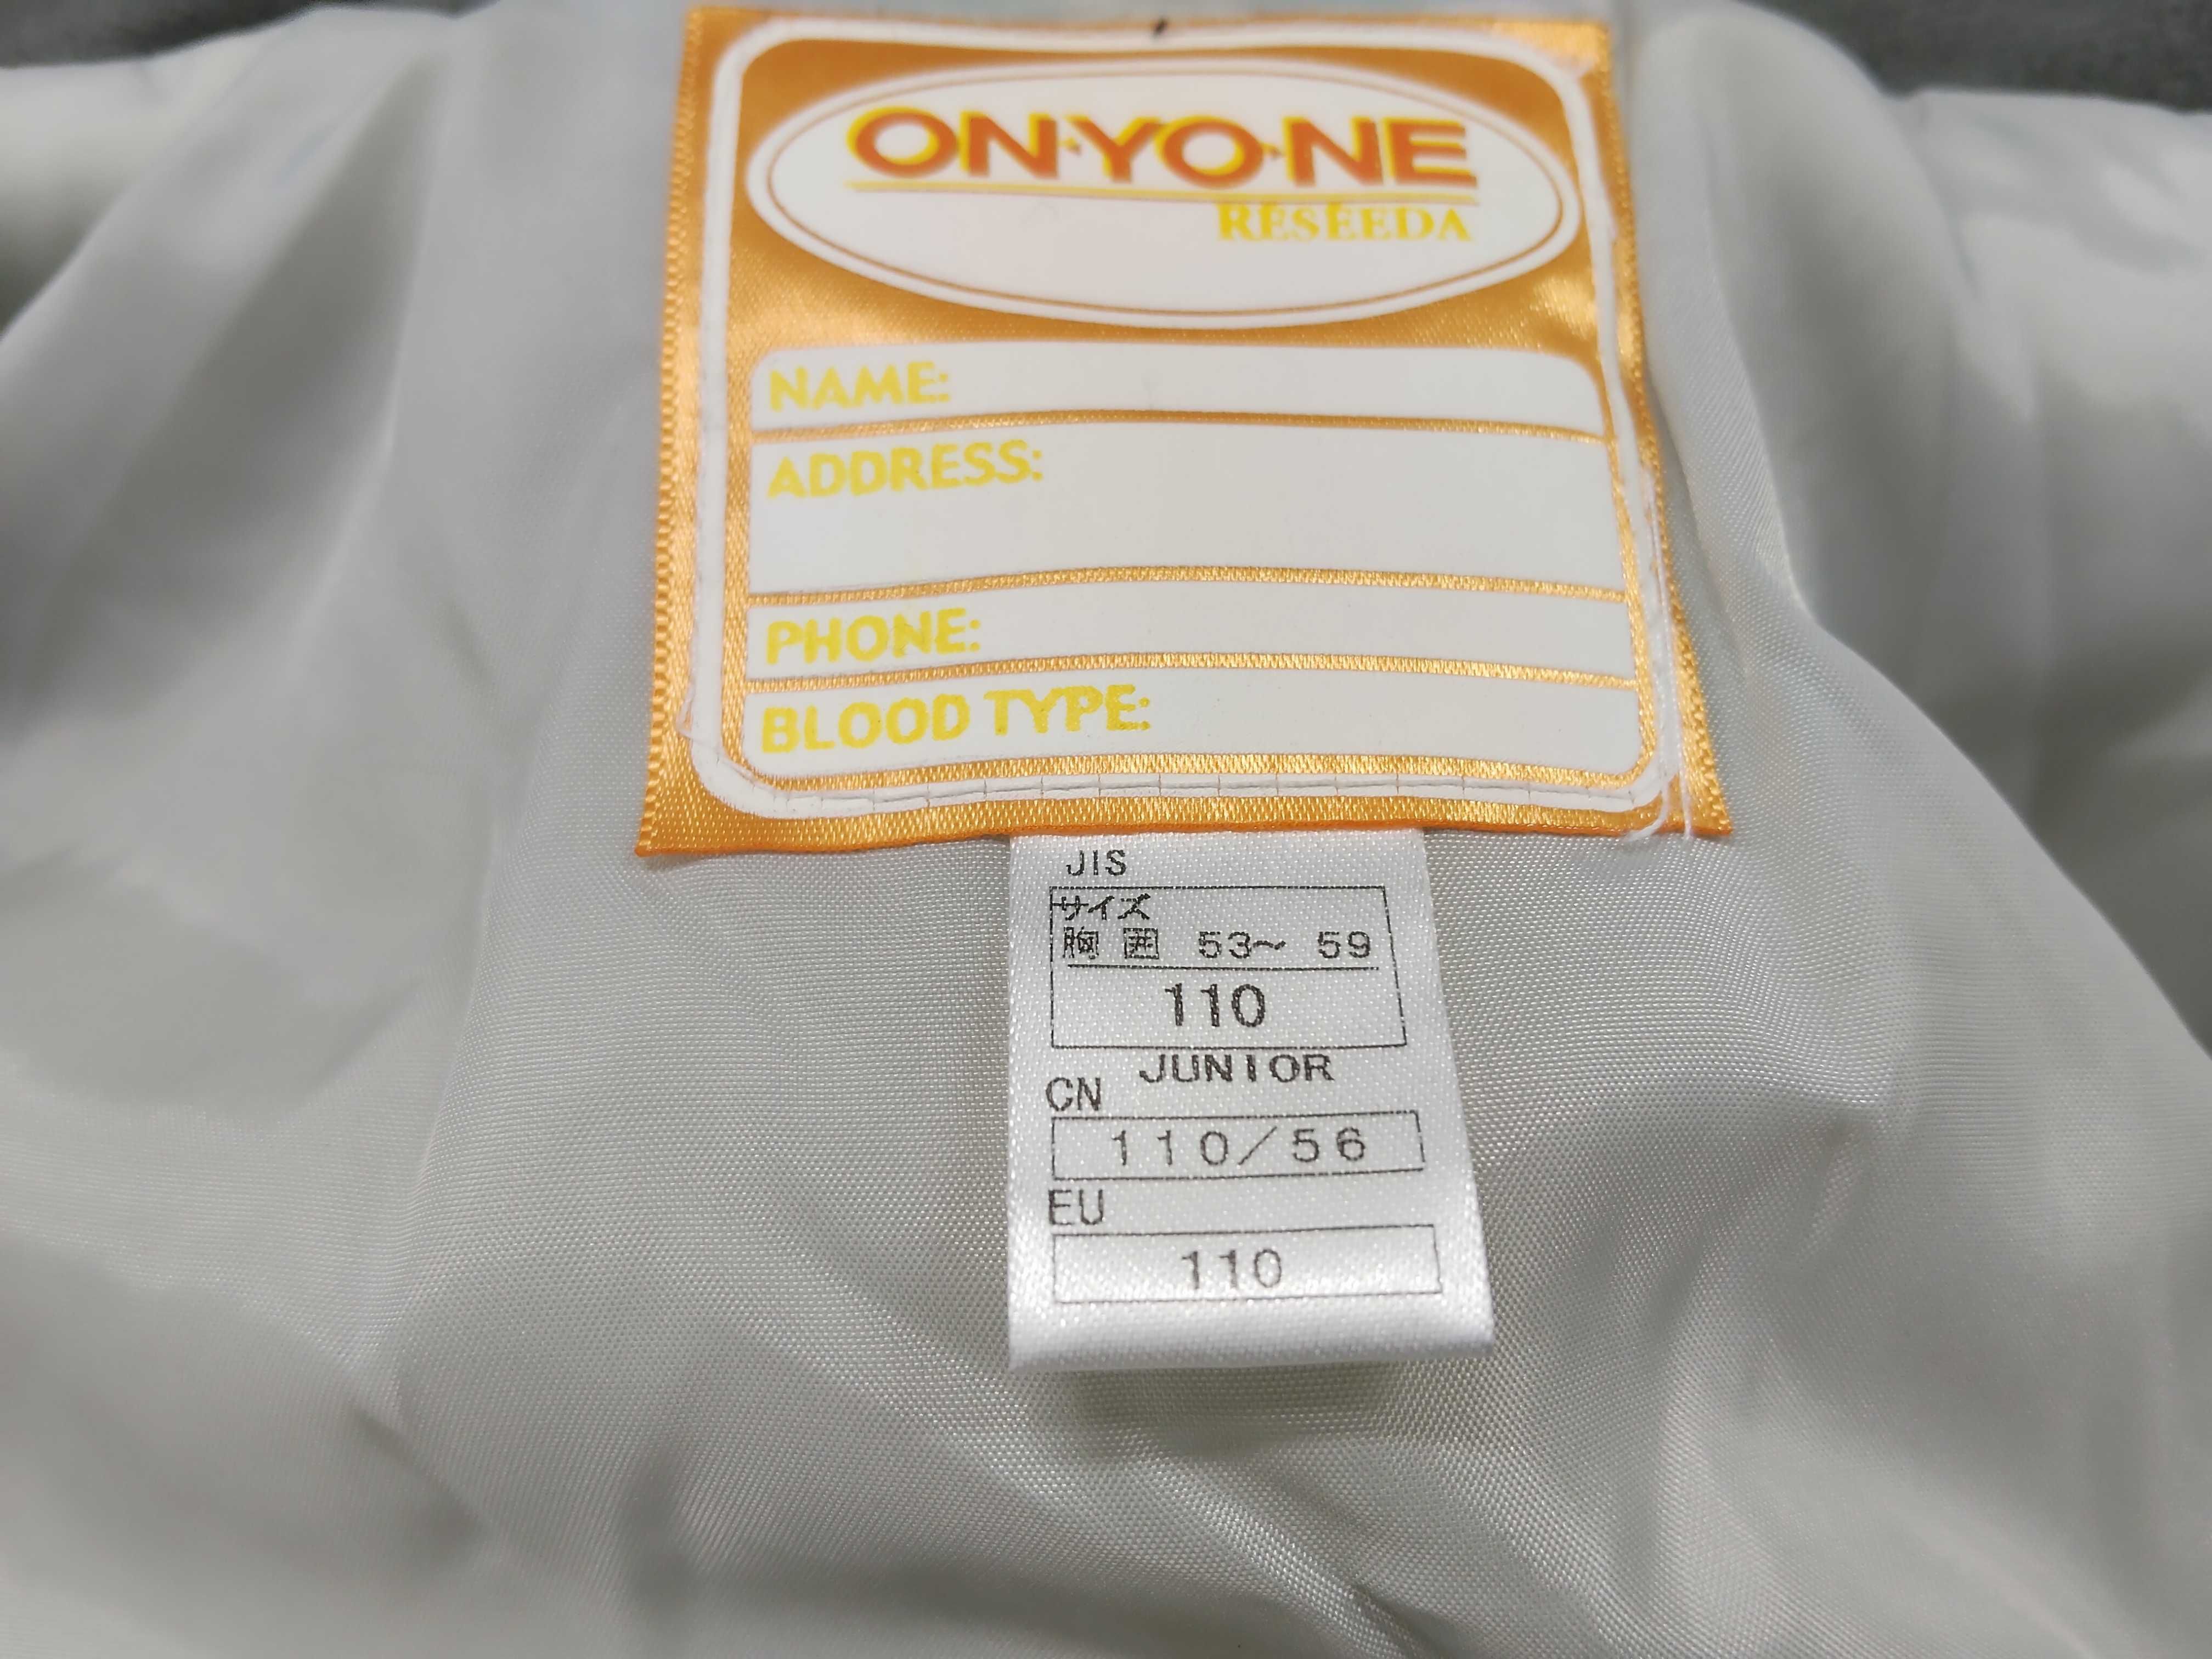 ON•YO•NE
RÉSÉEDA
NAME:
ADDRESS:
PHONE:
BLOOD TYPE:
JIS
サイズ
胸 囲 53〜 59
110
JUNIOR
CN
110/56
EU
110